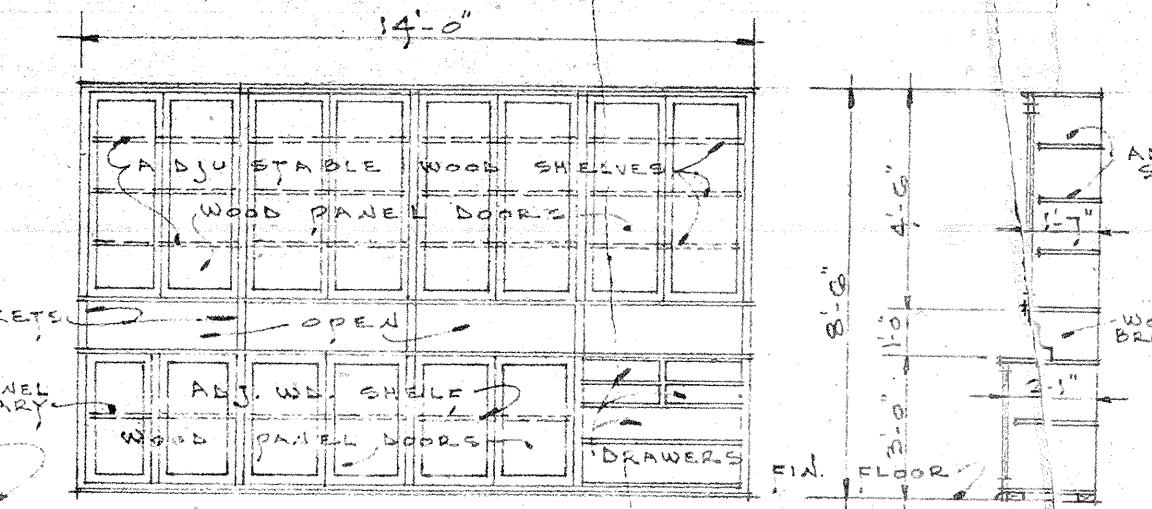 14'-0"
ADJUSTABLE WOOD SHELVES
WOOD PANEL DOORS
OPEN
ADJ. WD. SHELF
WOOD PANEL DOORS
DRAWERS
8'-6"
4'-6"
1'-0"
3'-0"
FIN. FLOOR
1'-7"
2'-1"